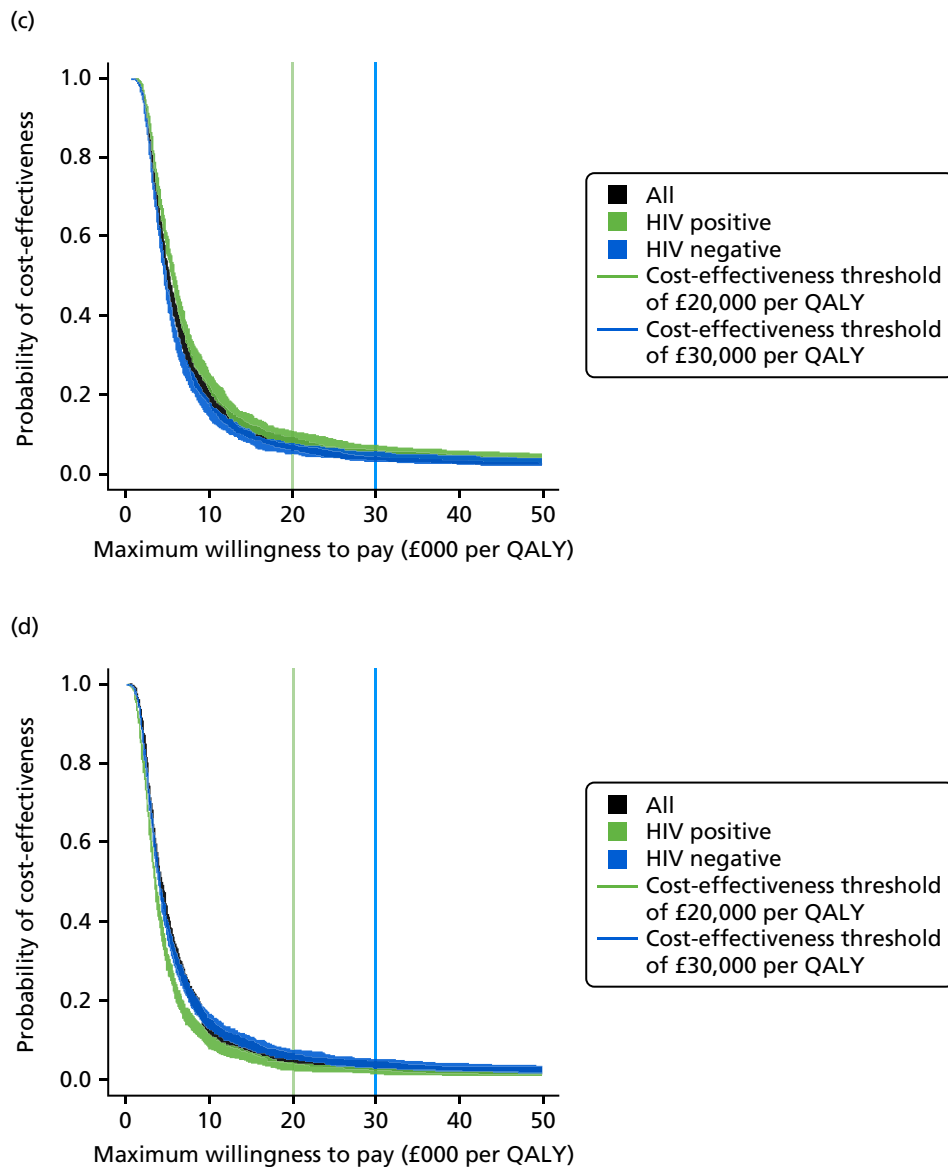 (c)
Probability of cost-effectiveness
1.0
0.8
0.6
0.4
0.2
0.0
0
10
20
30
40
50
Maximum willingness to pay (£000 per QALY)
All
HIV positive
HIV negative
Cost-effectiveness threshold
of £20,000 per QALY
Cost-effectiveness threshold
of £30,000 per QALY
(d)
Probability of cost-effectiveness
1.0
0.8
0.6
0.4
0.2
0.0
0
10
20
30
40
50
Maximum willingness to pay (£000 per QALY)
All
HIV positive
HIV negative
Cost-effectiveness threshold
of £20,000 per QALY
Cost-effectiveness threshold
of £30,000 per QALY